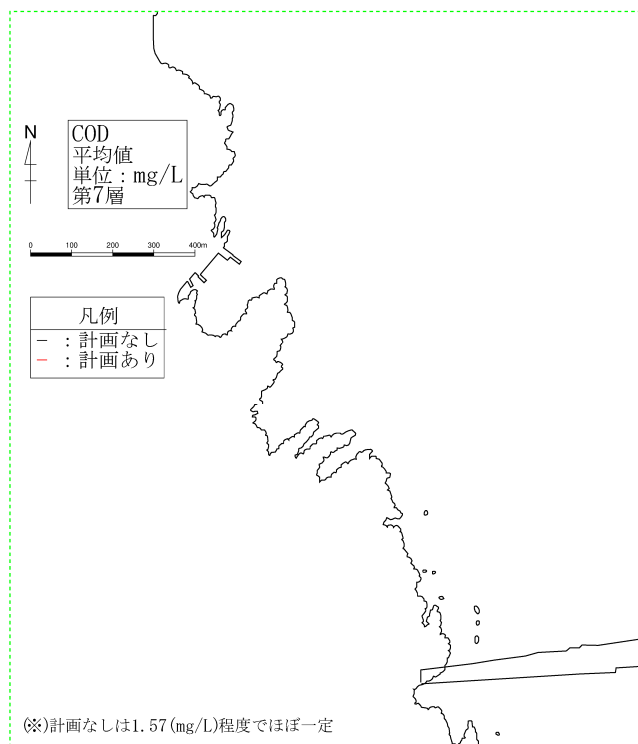 N
COD
平均値
単位：mg/L
第7層
0 100 200 300 400m
凡例
－ ：計画なし
－ ：計画あり
(※)計画なしは1.57(mg/L)程度でほぼ一定